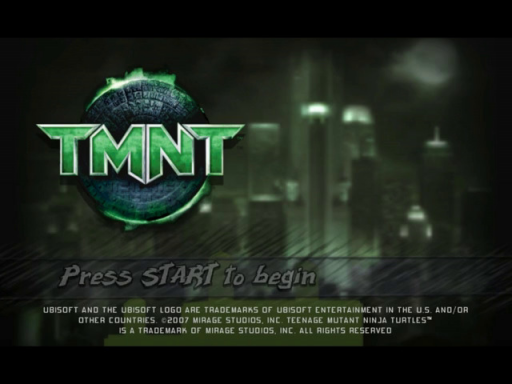 TMNT
Press START to begin
UBISOFT AND THE UBISOFT LOGO ARE TRADEMARKS OF UBISOFT ENTERTAINMENT IN THE U.S. AND/OR
OTHER COUNTRIES. ©2007 MIRAGE STUDIOS, INC. TEENAGE MUTANT NINJA TURTLES™
IS A TRADEMARK OF MIRAGE STUDIOS, INC. ALL RIGHTS RESERVED